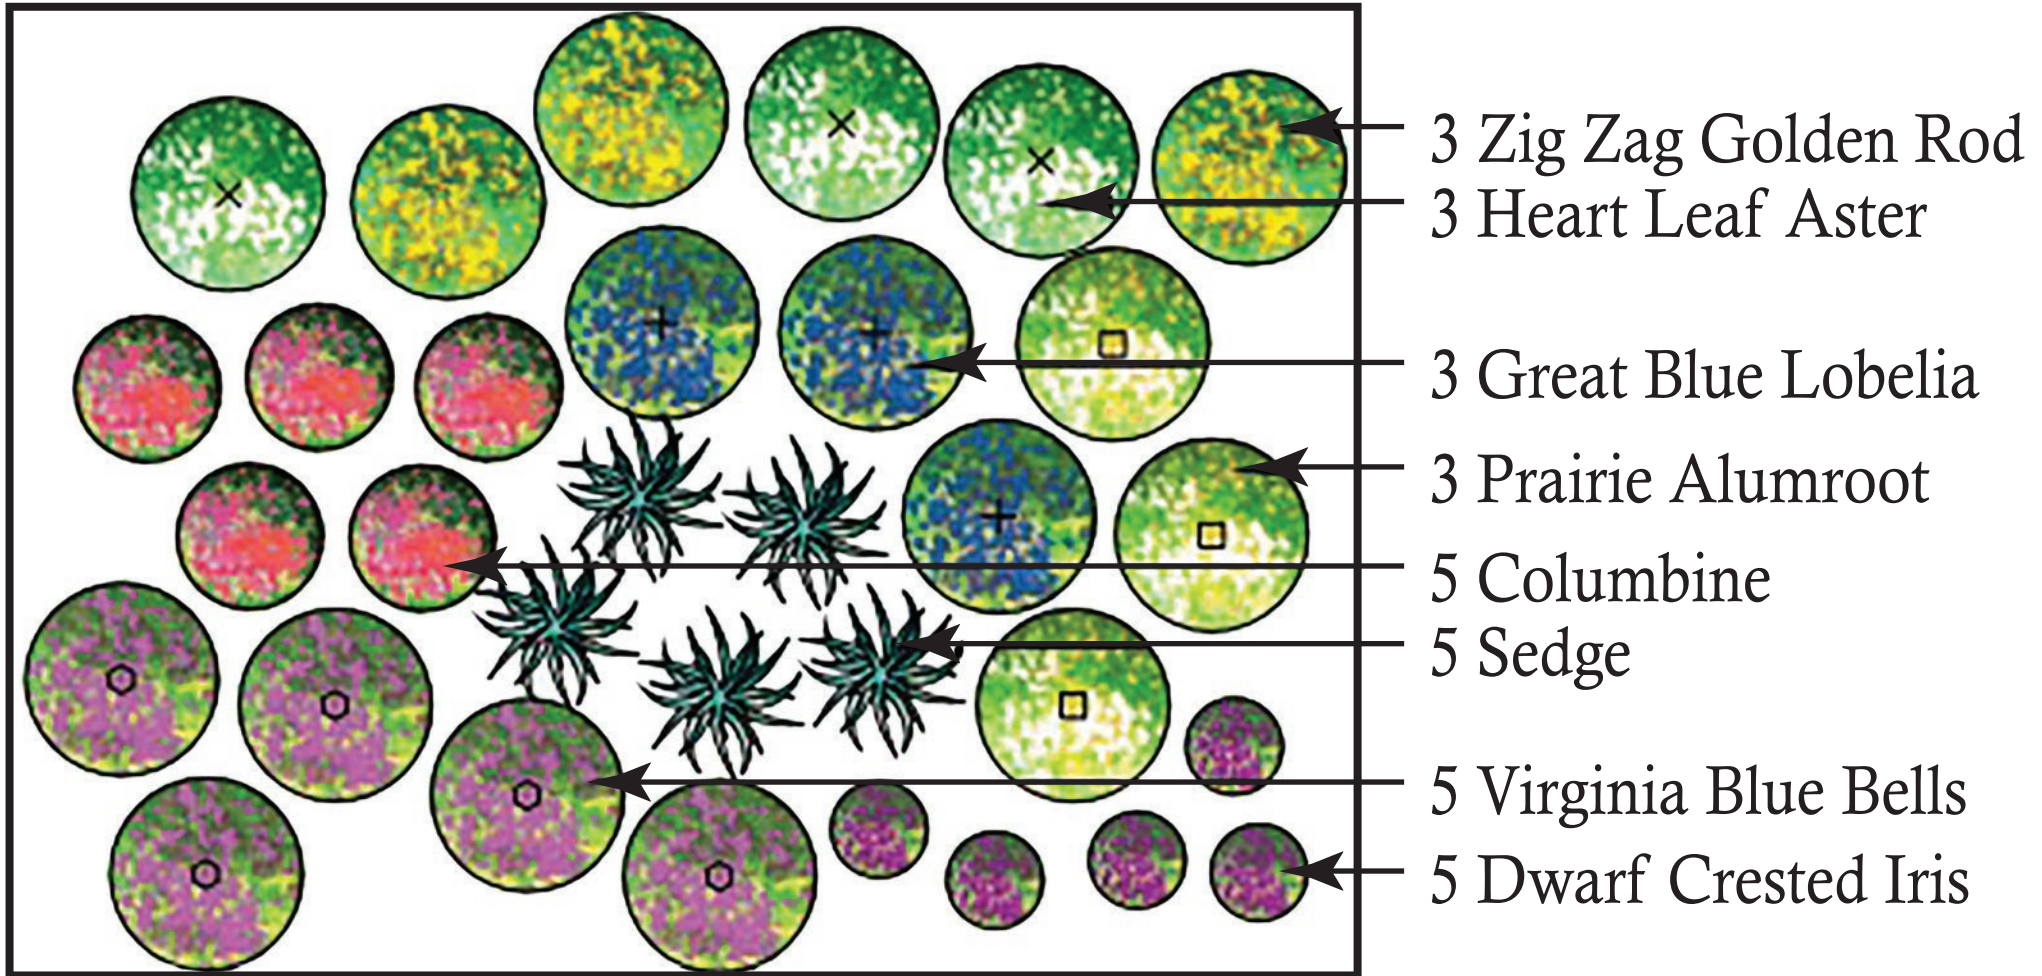 3 Zig Zag Golden Rod
3 Heart Leaf Aster
3 Great Blue Lobelia
3 Prairie Alumroot
5 Columbine
5 Sedge
5 Virginia Blue Bells
5 Dwarf Crested Iris